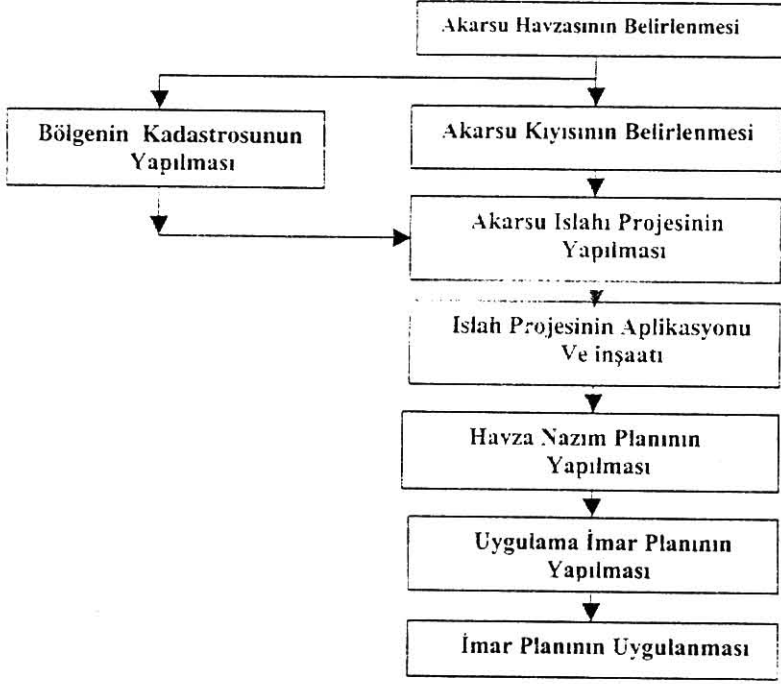 Akarsu Havzasının Belirlenmesi
Bölgenin Kadastrosunun
Yapılması
Akarsu Kıyısının Belirlenmesi
Akarsu Islahı Projesinin
Yapılması
Islah Projesinin Aplikasyonu
Ve inşaatı
Havza Nazım Planının
Yapılması
Uygulama İmar Planının
Yapılması
İmar Planının Uygulanması